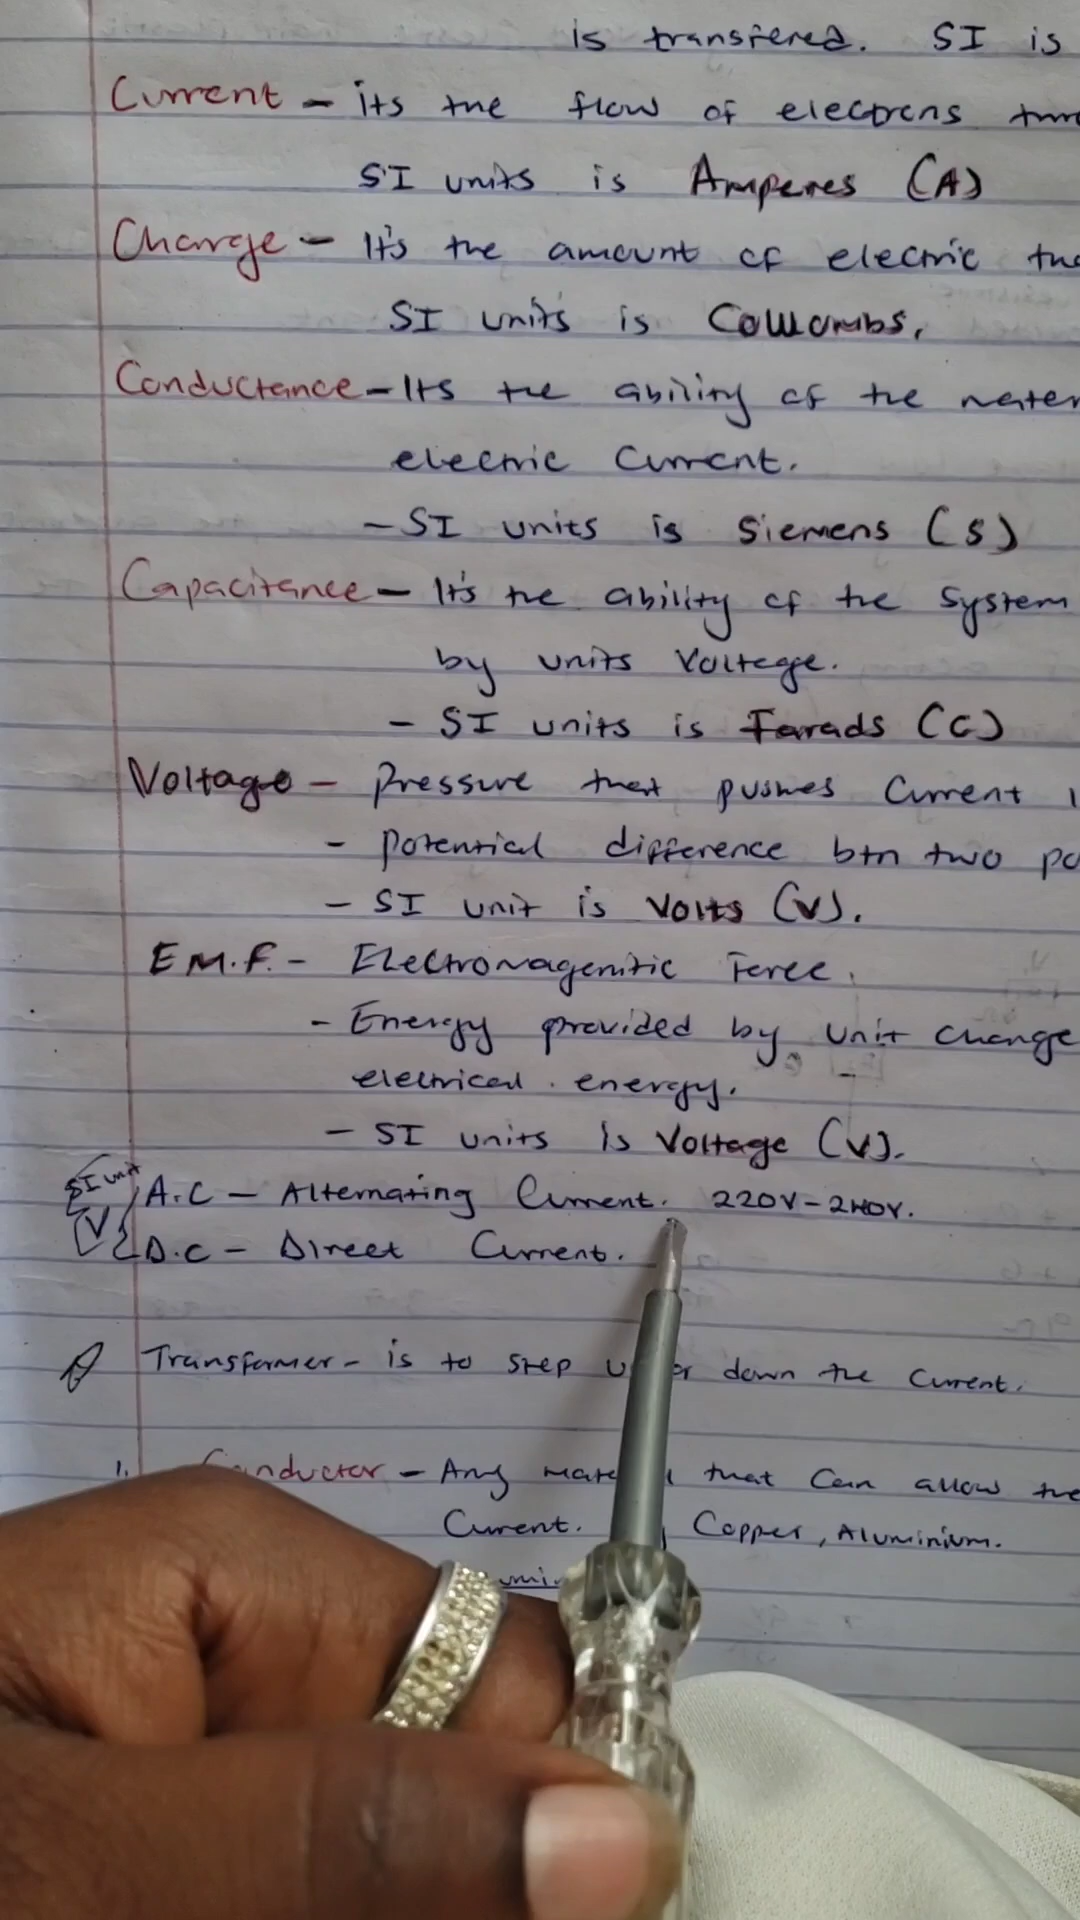 is transfered. SI is
Current - its the flow of electrons
SI units is Amperes (A)
Charge - It's the amount of electric
SI units is Coulombs,
Conductance - Its the ability of the
electric Current.
- SI units is Siemens (S)
Capacitance - It's the ability of the System
by units Voltage.
- SI units is Farads (C)
Voltage - Pressure that pushes Current
- Potential difference btn two
- SI unit is Volts (V).
E.M.F. - Electromagenitic Force.
- Energy provided by unit charge
electrical energy.
- SI units is Voltage (V).
SI unit A.C - Alternating Current. 220V - 240V.
[V] D.C - Direct Current.
Transformer - is to step or down the Current.
1. Conductor - Any that Can allow the
Current. Copper, Aluminium.